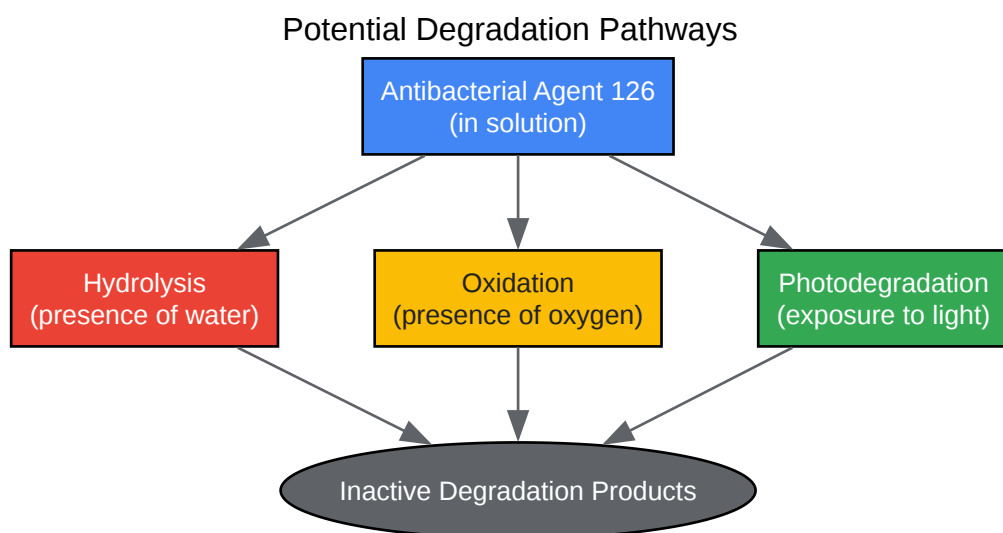 Potential Degradation Pathways
Antibacterial Agent 126
(in solution)
Hydrolysis
(presence of water)
Oxidation
(presence of oxygen)
Photodegradation
(exposure to light)
Inactive Degradation Products